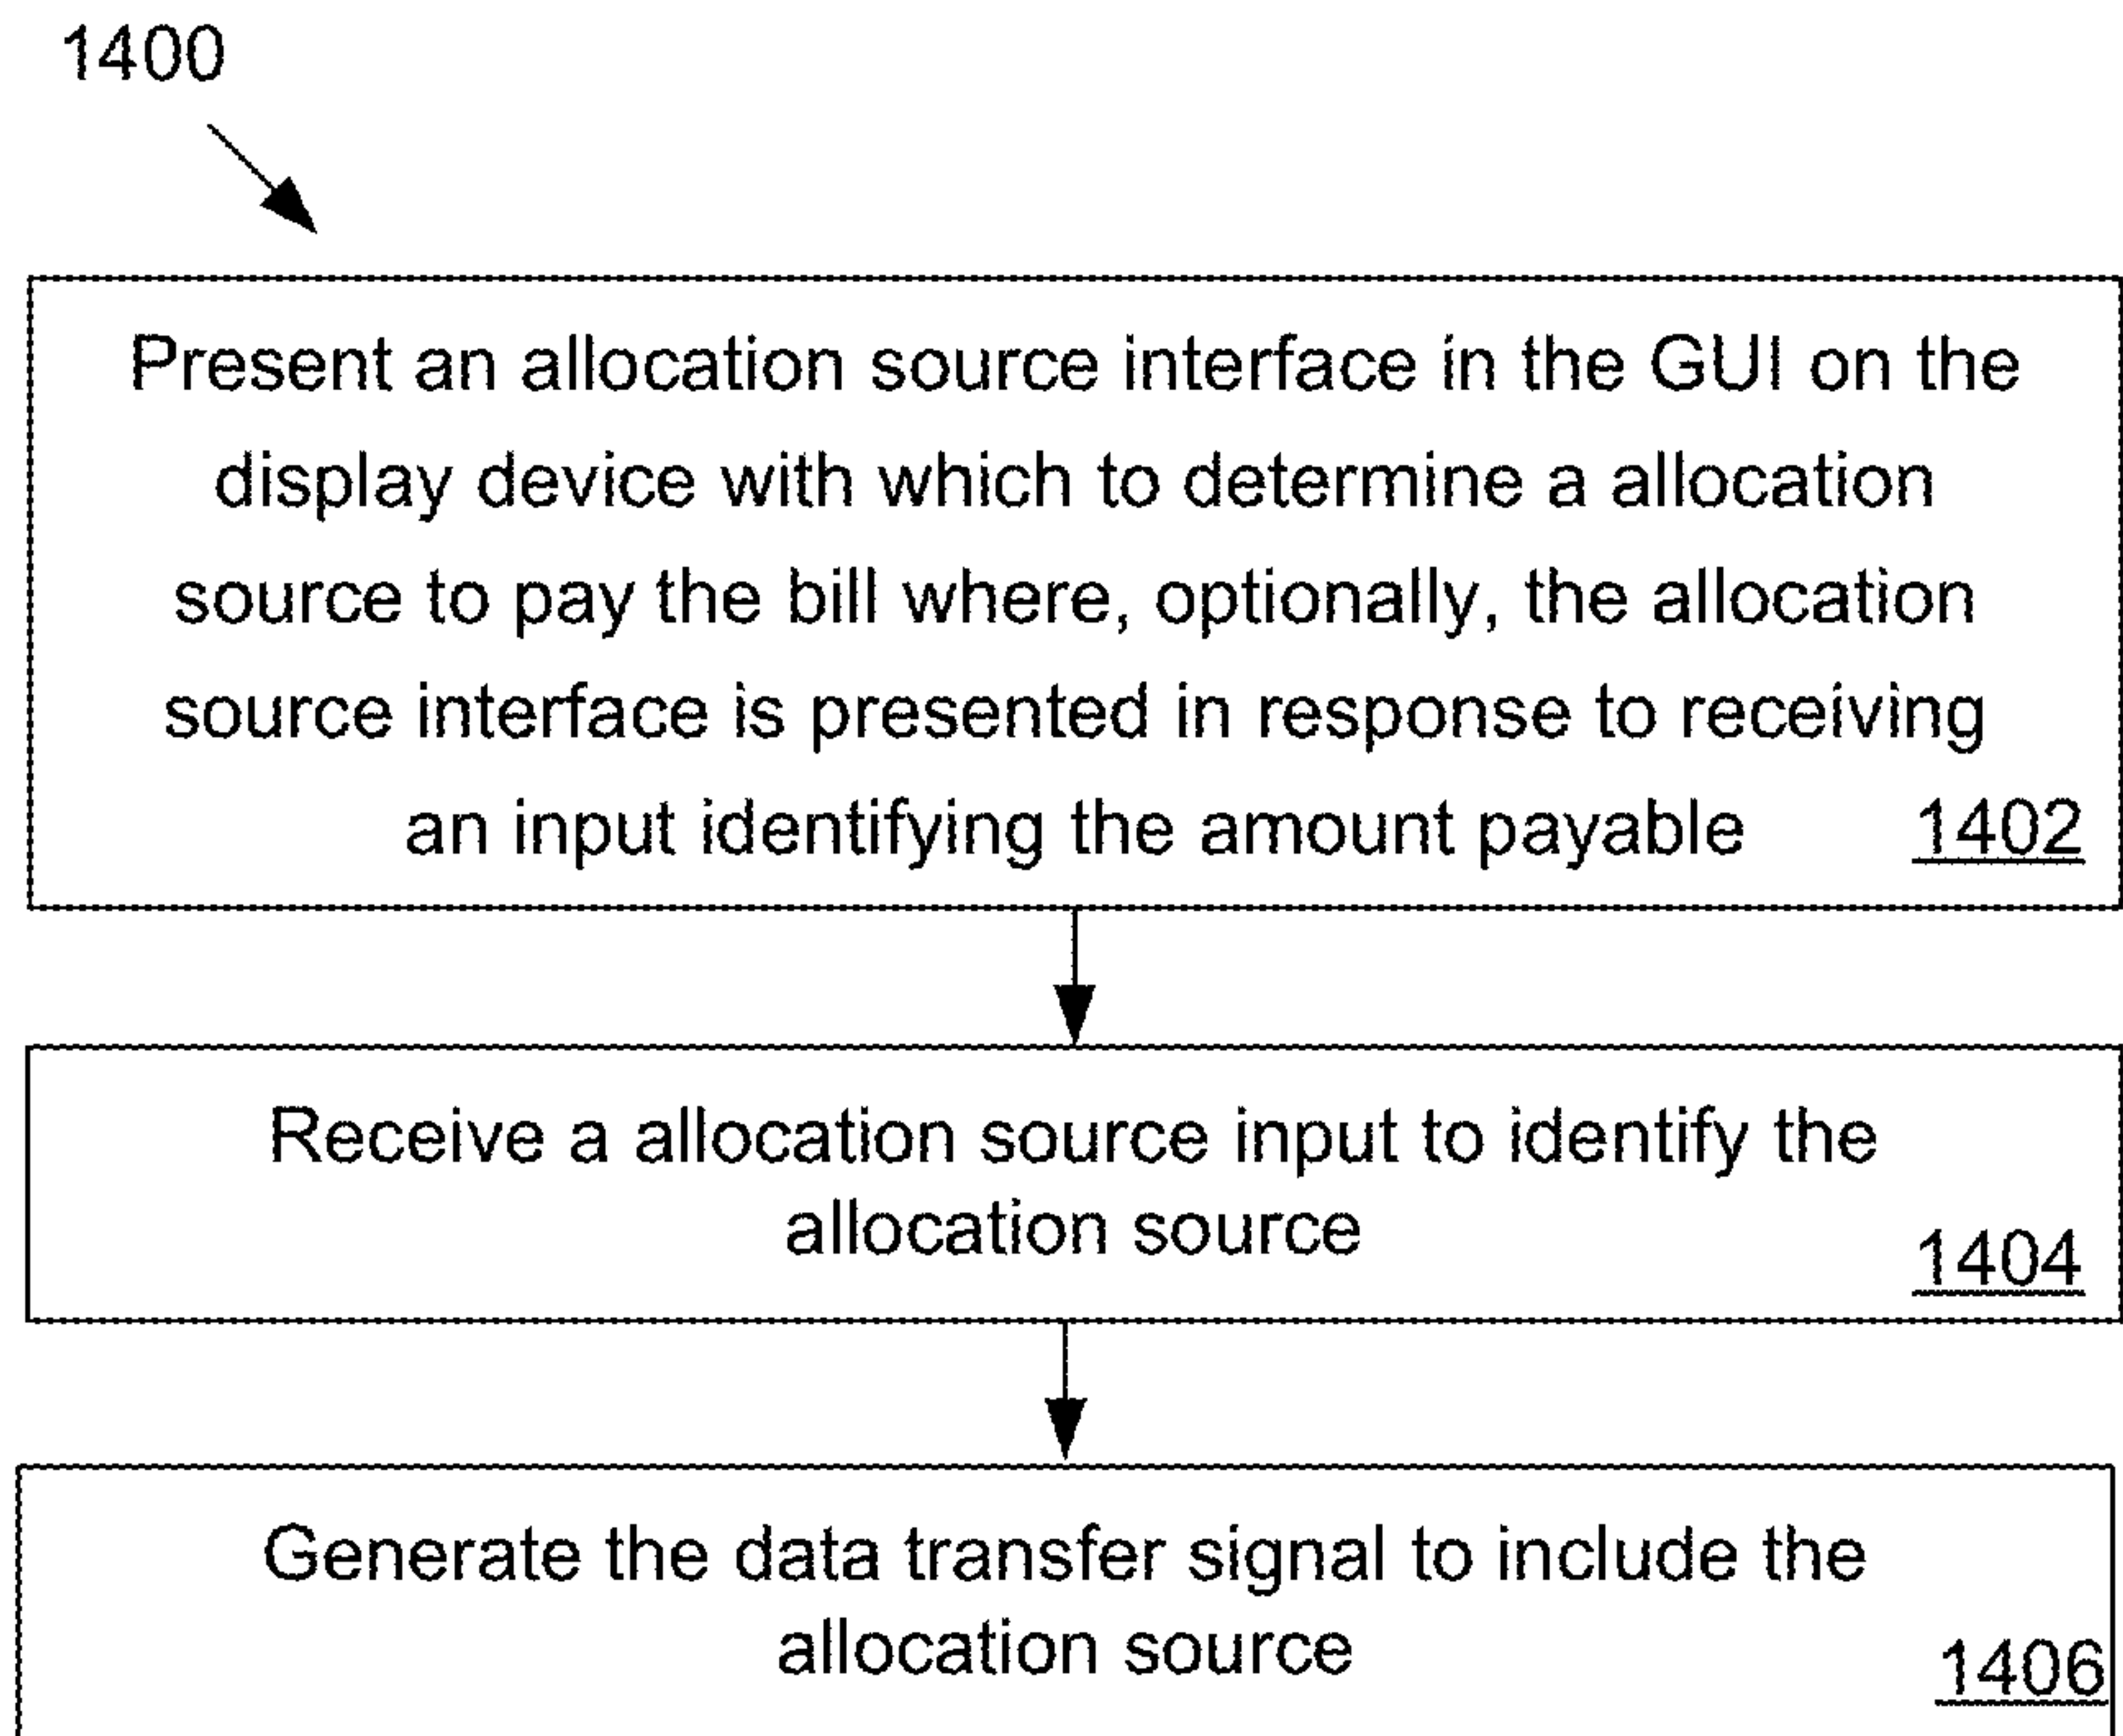 1400
Present an allocation source interface in the GUI on the
display device with which to determine a allocation
source to pay the bill where, optionally, the allocation
source interface is presented in response to receiving
an input identifying the amount payable 1402
Receive a allocation source input to identify the
allocation source
1404
Generate the data transfer signal to include the
allocation source
1406